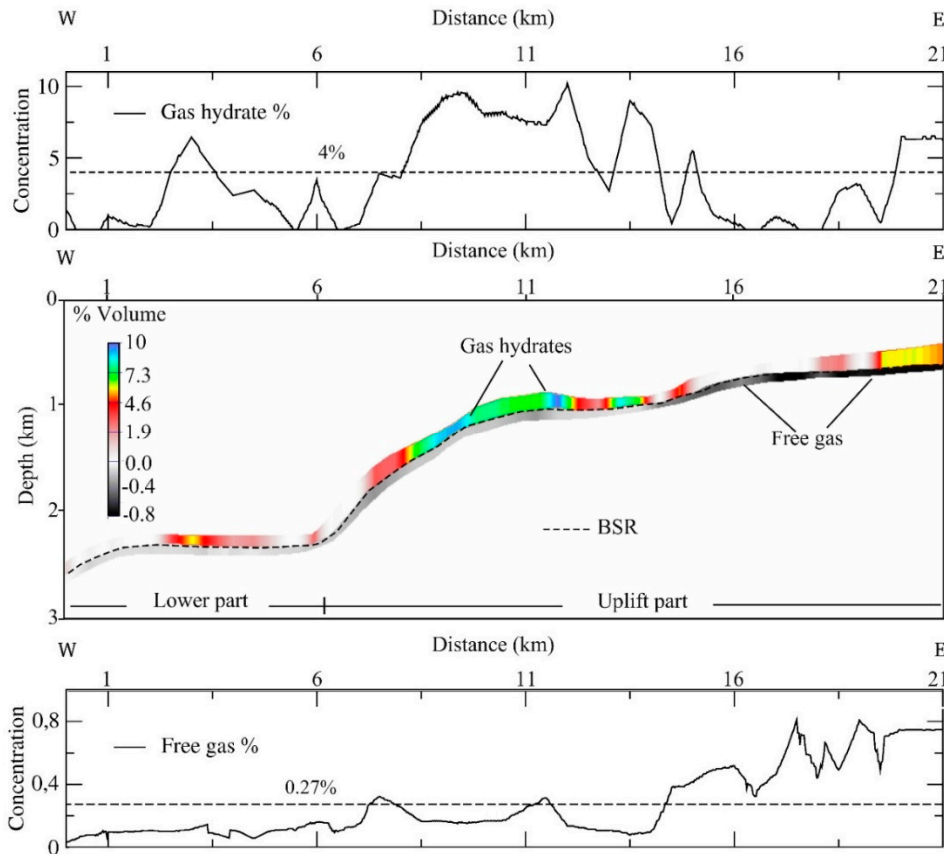 W Distance (km) E
1 6 11 16 21
10
5
0
Concentration
Gas hydrate %
4%
W Distance (km) E
1 6 11 16 21
0
1
2
3
Depth (km)
% Volume
10
7.3
4.6
1.9
0.0
-0.4
-0.8
Gas hydrates
Free gas
BSR
Lower part Uplift part
W Distance (km) E
1 6 11 16 21
0.8
0.4
0
Concentration
Free gas %
0.27%